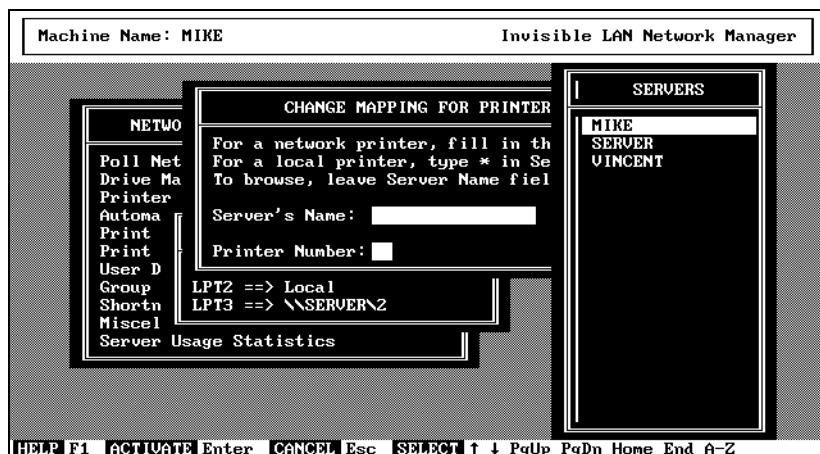 Machine Name: MIKE
Invisible LAN Network Manager
SERVERS
MIKE
SERVER
VINCENT
CHANGE MAPPING FOR PRINTER
For a network printer, fill in th
For a local printer, type * in Se
To browse, leave Server Name fiel
Server's Name:
Printer Number:
NETWO
Poll Net
Drive Ma
Printer
Automa
Print
Print
User D
Group
Shortn
Miscel
Server Usage Statistics
LPT2 ==> Local
LPT3 ==> \\SERVER\2
HELP F1 ACTIVATE Enter CANCEL Esc SELECT ↑ ↓ PgUp PgDn Home End A-Z